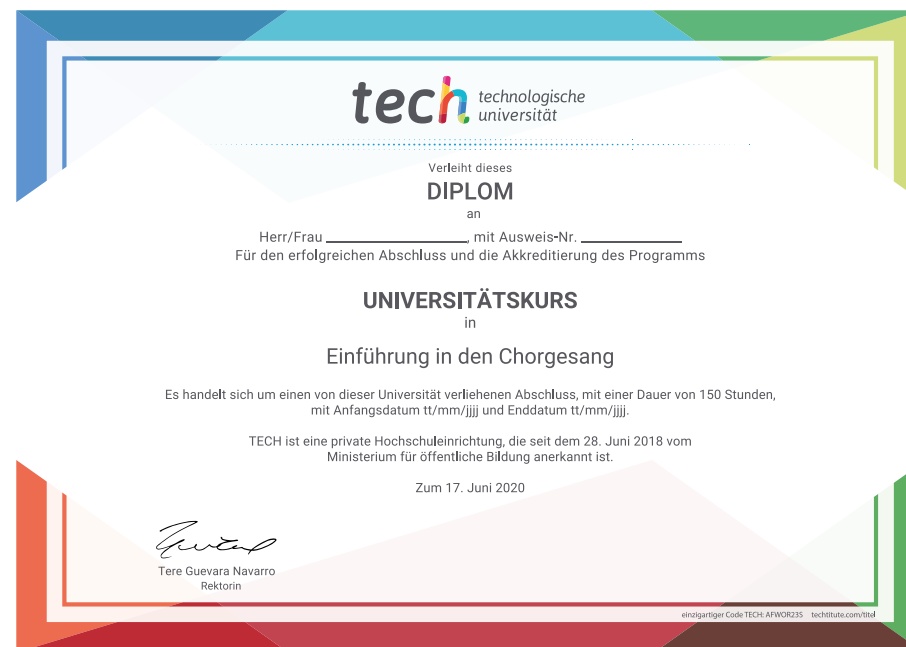 tech technologische
universität
Verleiht dieses
DIPLOM
an
Herr/Frau ________________, mit Ausweis-Nr. ____________
Für den erfolgreichen Abschluss und die Akkreditierung des Programms
UNIVERSITÄTSKURS
in
Einführung in den Chorgesang
Es handelt sich um einen von dieser Universität verliehenen Abschluss, mit einer Dauer von 150 Stunden,
mit Anfangsdatum tt/mm/jjjj und Enddatum tt/mm/jjjj.
TECH ist eine private Hochschuleinrichtung, die seit dem 28. Juni 2018 vom
Ministerium für öffentliche Bildung anerkannt ist.
Zum 17. Juni 2020
Tere Guevara Navarro
Rektorin
einzigartiger Code TECH: AFWOR23S techtitute.com/titel